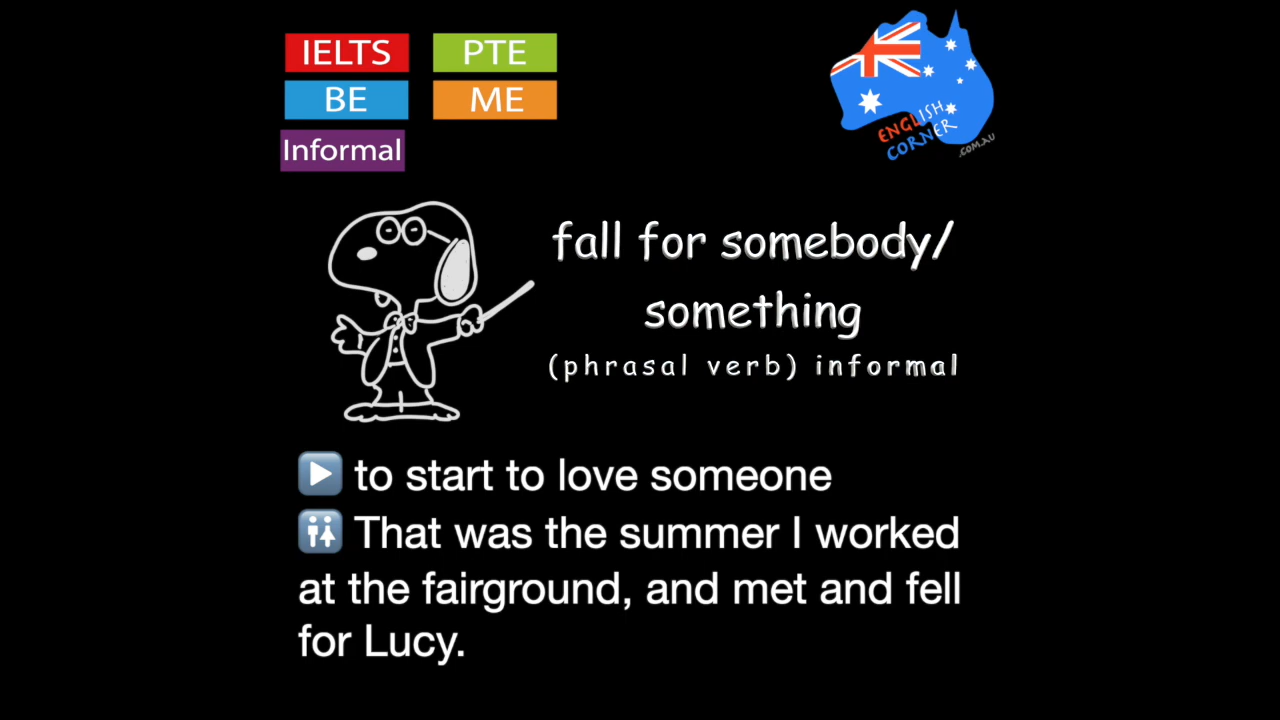 IELTS PTE
BE ME
Informal
ENGLISH
CORNER
.COM.AU
fall for somebody/
something
(phrasal verb) informal
▶️ to start to love someone
🚻 That was the summer I worked
at the fairground, and met and fell
for Lucy.